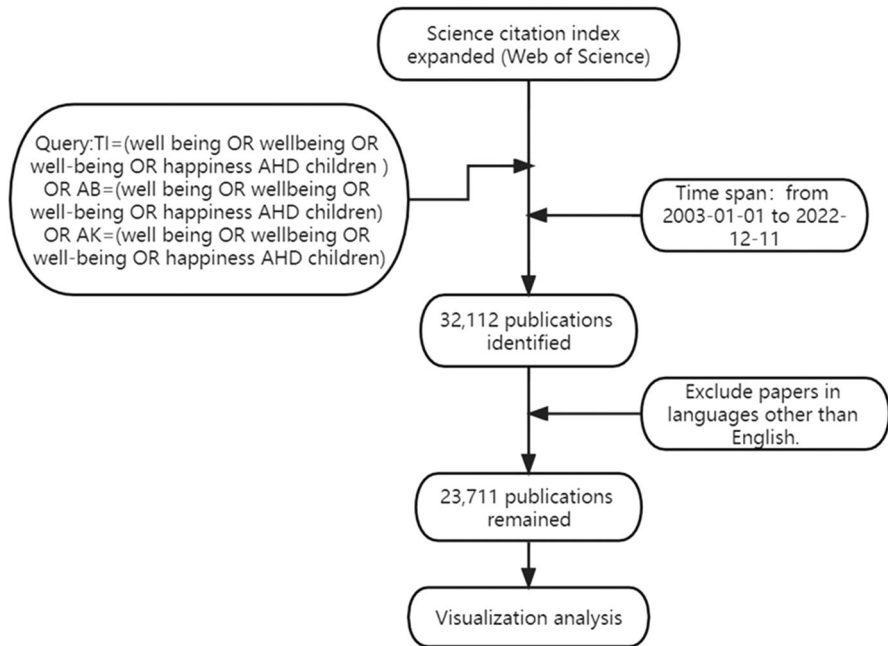 Science citation index
expanded (Web of Science)
Query:TI=(well being OR wellbeing OR
well-being OR happiness AHD children )
OR AB=(well being OR wellbeing OR
well-being OR happiness AHD children)
OR AK=(well being OR wellbeing OR
well-being OR happiness AHD children)
Time span：from
2003-01-01 to 2022-
12-11
32,112 publications
identified
Exclude papers in
languages other than
English.
23,711 publications
remained
Visualization analysis